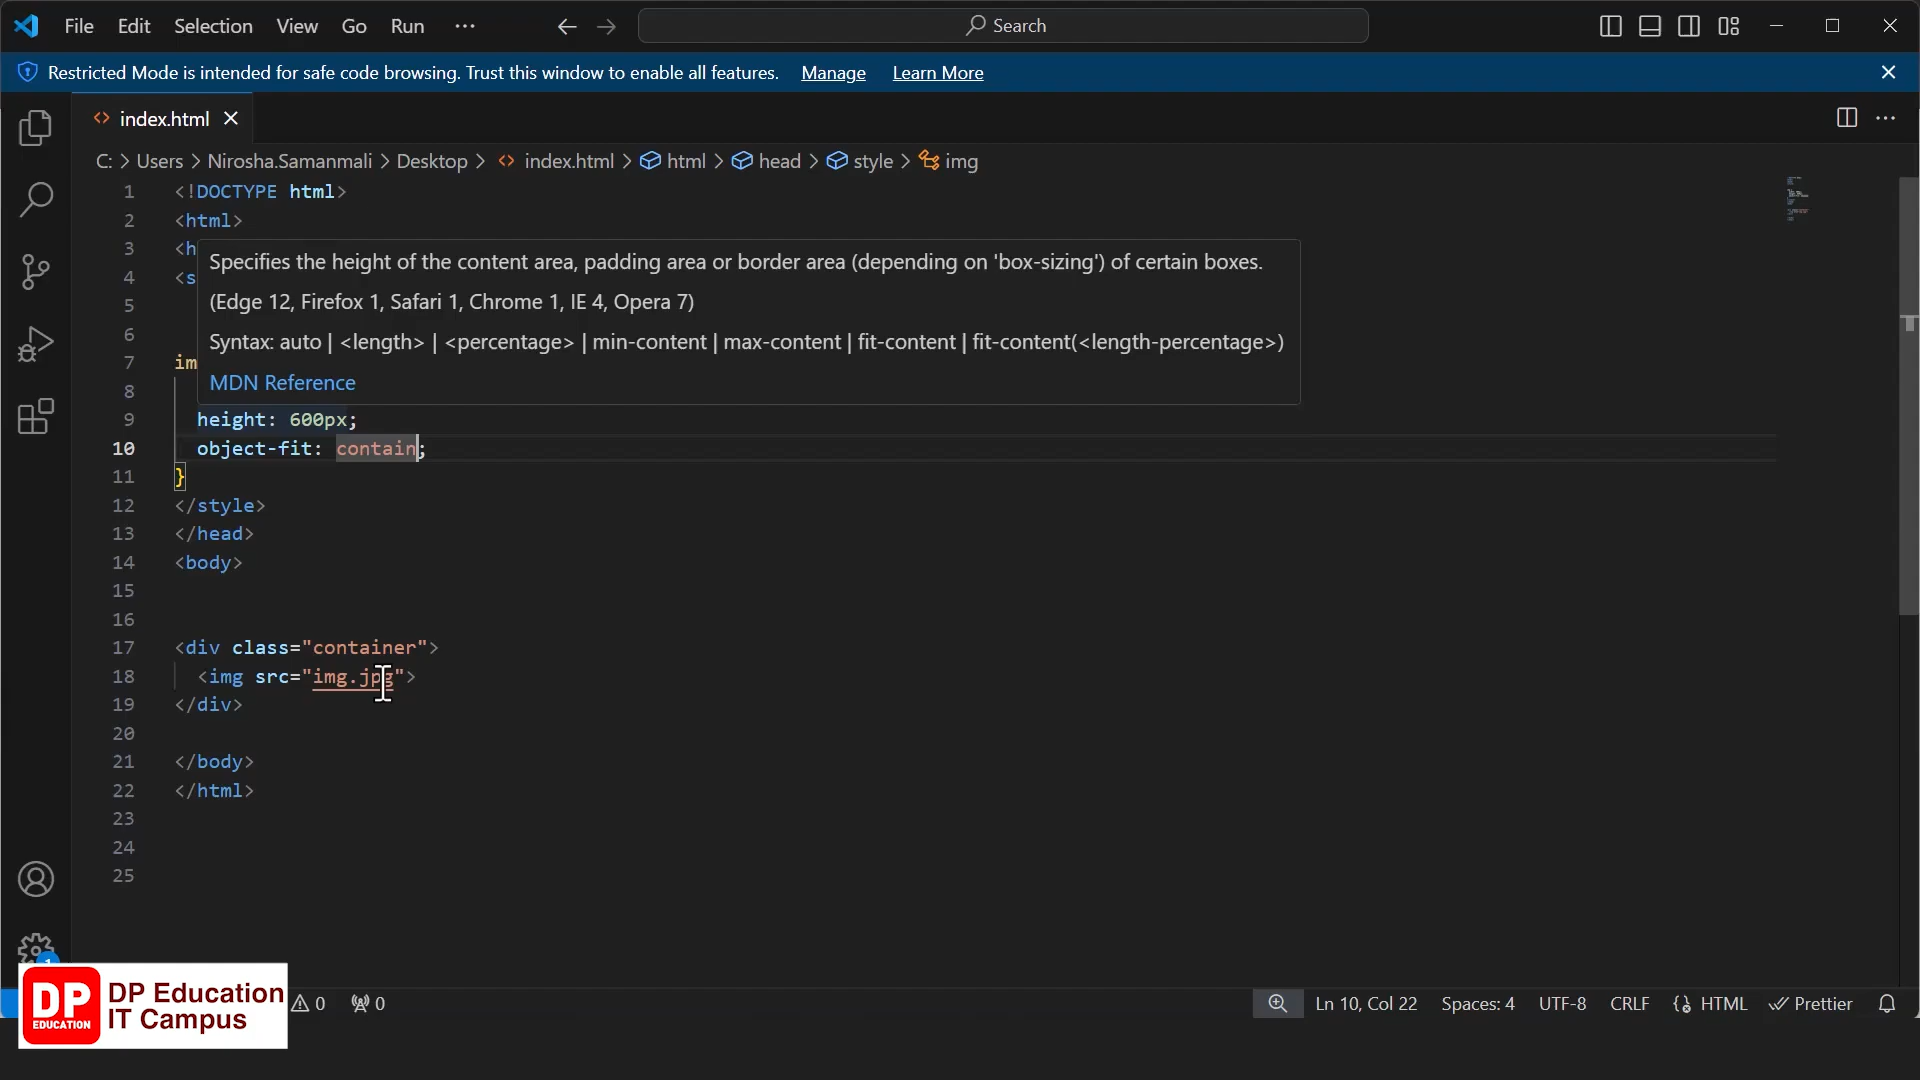 File Edit Selection View Go Run ··· Search
Restricted Mode is intended for safe code browsing. Trust this window to enable all features. Manage Learn More
index.html
C: > Users > Nirosha.Samanmali > Desktop > index.html > html > head > style > img
1 <!DOCTYPE html>
2 <html>
3 <h
4 <s
5
6
7 im
8
Specifies the height of the content area, padding area or border area (depending on 'box-sizing') of certain boxes.
(Edge 12, Firefox 1, Safari 1, Chrome 1, IE 4, Opera 7)
Syntax: auto | <length> | <percentage> | min-content | max-content | fit-content | fit-content(<length-percentage>)
MDN Reference
9 height: 600px;
10 object-fit: contain;
11 }
12 </style>
13 </head>
14 <body>
15
16
17 <div class="container">
18 <img src="img.jpg">
19 </div>
20
21 </body>
22 </html>
23
24
25
1
DP EDUCATION
DP Education
IT Campus
0 0 Ln 10, Col 22 Spaces: 4 UTF-8 CRLF HTML Prettier